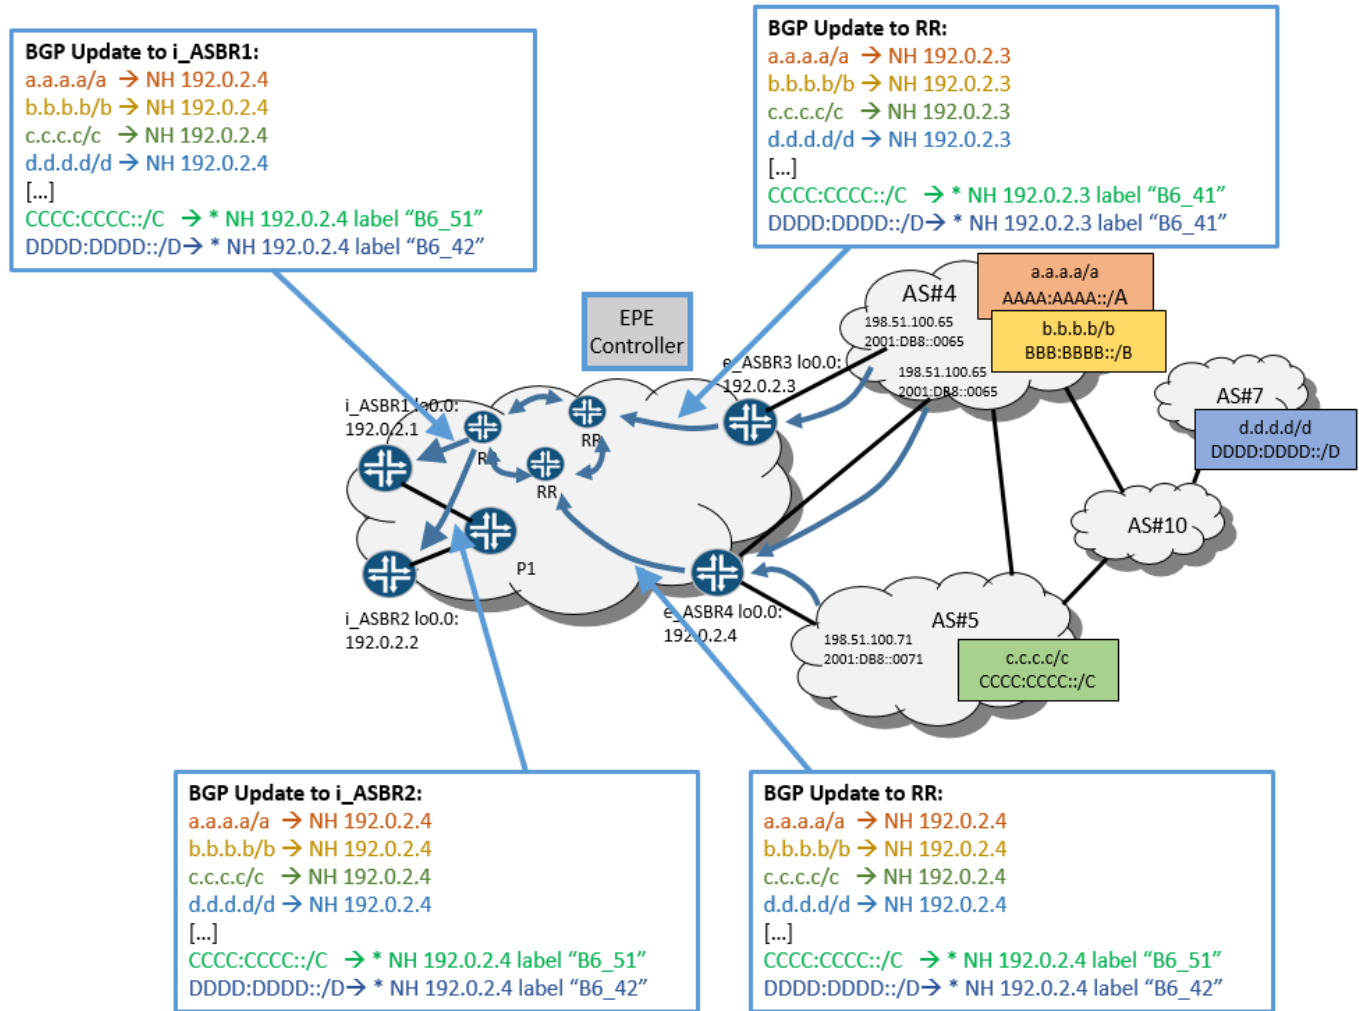 BGP Update to i_ASBR1:
a.a.a.a/a → NH 192.0.2.4
b.b.b.b/b → NH 192.0.2.4
c.c.c.c/c → NH 192.0.2.4
d.d.d.d/d → NH 192.0.2.4
[...]
CCCC:CCCC::/C → * NH 192.0.2.4 label “B6_51”
DDDD:DDDD::/D→ * NH 192.0.2.4 label “B6_42”
BGP Update to RR:
a.a.a.a/a → NH 192.0.2.3
b.b.b.b/b → NH 192.0.2.3
c.c.c.c/c → NH 192.0.2.3
d.d.d.d/d → NH 192.0.2.3
[...]
CCCC:CCCC::/C → * NH 192.0.2.3 label “B6_41”
DDDD:DDDD::/D→ * NH 192.0.2.3 label “B6_41”
EPE
Controller
AS#4
198.51.100.65
2001:DB8::0065
198.51.100.65
2001:DB8::0065
a.a.a.a/a
AAAA:AAAA::/A
b.b.b.b/b
BBB:BBBB::/B
AS#7
d.d.d.d/d
DDDD:DDDD::/D
AS#10
e_ASBR3 lo0.0:
192.0.2.3
i_ASBR1 lo0.0:
192.0.2.1
RR
R
RR
P1
i_ASBR2 lo0.0:
192.0.2.2
e_ASBR4 lo0.0:
192.0.2.4
AS#5
198.51.100.71
2001:DB8::0071
c.c.c.c/c
CCCC:CCCC::/C
BGP Update to i_ASBR2:
a.a.a.a/a → NH 192.0.2.4
b.b.b.b/b → NH 192.0.2.4
c.c.c.c/c → NH 192.0.2.4
d.d.d.d/d → NH 192.0.2.4
[...]
CCCC:CCCC::/C → * NH 192.0.2.4 label “B6_51”
DDDD:DDDD::/D→ * NH 192.0.2.4 label “B6_42”
BGP Update to RR:
a.a.a.a/a → NH 192.0.2.4
b.b.b.b/b → NH 192.0.2.4
c.c.c.c/c → NH 192.0.2.4
d.d.d.d/d → NH 192.0.2.4
[...]
CCCC:CCCC::/C → * NH 192.0.2.4 label “B6_51”
DDDD:DDDD::/D→ * NH 192.0.2.4 label “B6_42”